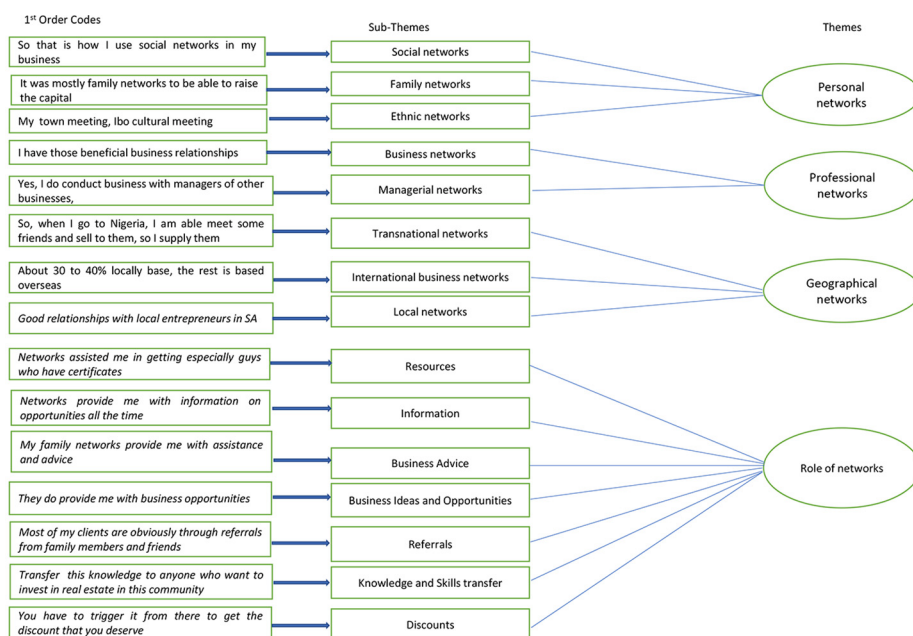 1st Order Codes
Sub-Themes
Themes
So that is how I use social networks in my
business
Social networks
It was mostly family networks to be able to raise
the capital
Family networks
My town meeting, Ibo cultural meeting
Ethnic networks
Personal
networks
I have those beneficial business relationships
Business networks
Yes, I do conduct business with managers of other
businesses,
Managerial networks
Professional
networks
So, when I go to Nigeria, I am able meet some
friends and sell to them, so I supply them
Transnational networks
About 30 to 40% locally base, the rest is based
overseas
International business networks
Good relationships with local entrepreneurs in SA
Local networks
Geographical
networks
Networks assisted me in getting especially guys
who have certificates
Resources
Networks provide me with information on
opportunities all the time
Information
My family networks provide me with assistance
and advice
Business Advice
They do provide me with business opportunities
Business Ideas and Opportunities
Most of my clients are obviously through referrals
from family members and friends
Referrals
Transfer this knowledge to anyone who want to
invest in real estate in this community
Knowledge and Skills transfer
You have to trigger it from there to get the
discount that you deserve
Discounts
Role of networks